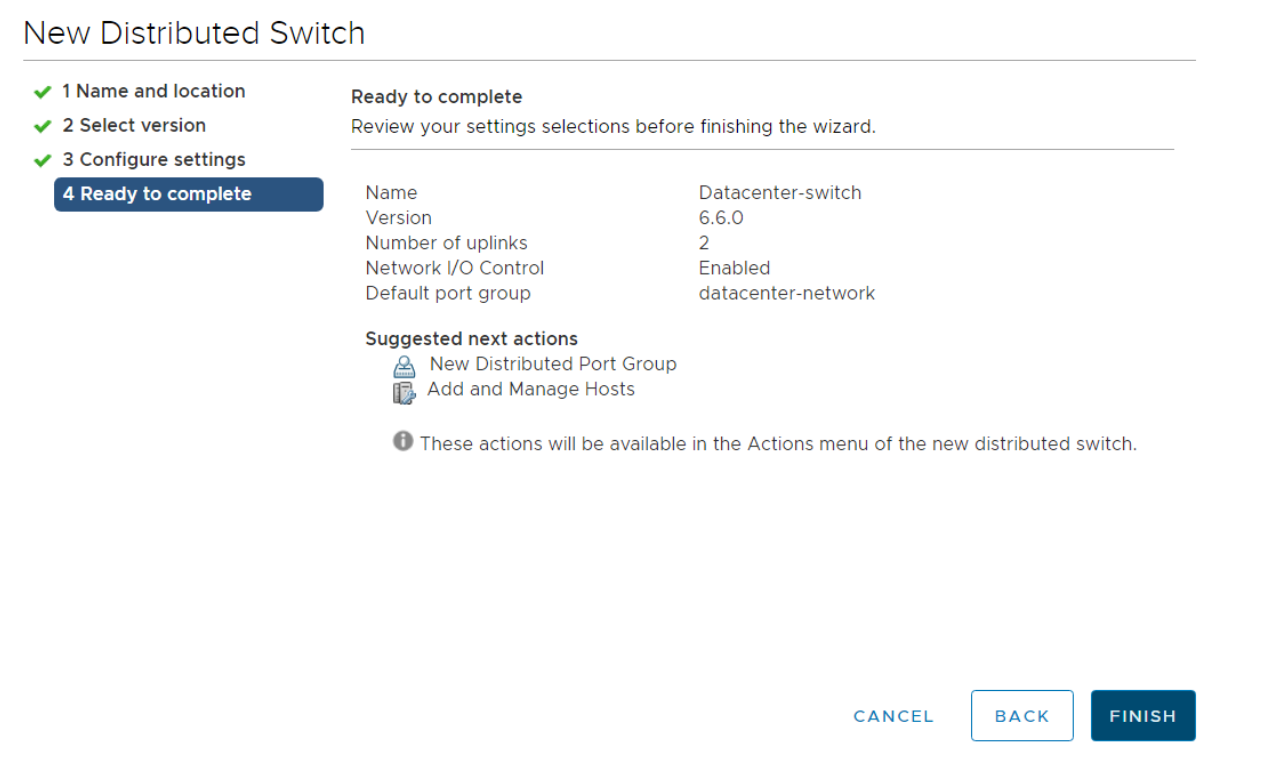 New Distributed Switch
1 Name and location
2 Select version
3 Configure settings
4 Ready to complete
Ready to complete
Review your settings selections before finishing the wizard.
Name Datacenter-switch
Version 6.6.0
Number of uplinks 2
Network I/O Control Enabled
Default port group datacenter-network
Suggested next actions
New Distributed Port Group
Add and Manage Hosts
These actions will be available in the Actions menu of the new distributed switch.
CANCEL BACK FINISH